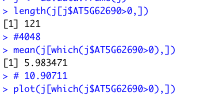 > length(j[j$AT5G62690>0,])
[1] 121
> #4048
> mean(j[which(j$AT5G62690>0),])
[1] 5.983471
> # 10.90711
> plot(j[which(j$AT5G62690>0),])